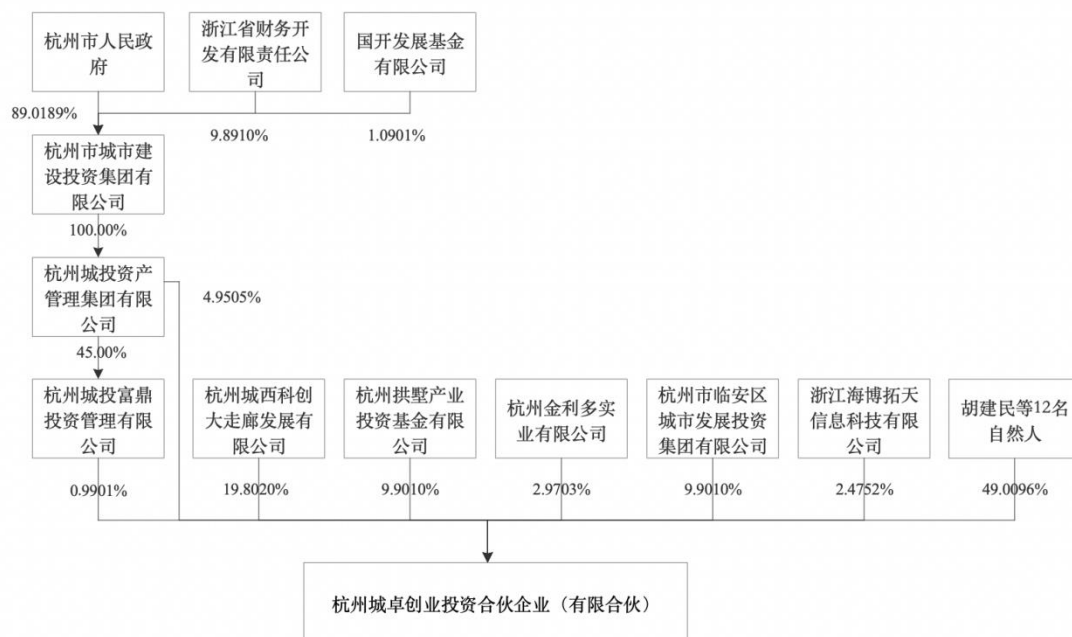 杭州市人民政
府
浙江省财务开
发有限责任公
司
国开发展基金
有限公司
89.0189%
9.8910%
1.0901%
杭州市城市建
设投资集团有
限公司
100.00%
杭州城投资产
管理集团有限
公司
4.9505%
45.00%
杭州城投富鼎
投资管理有限
公司
杭州城西科创
大走廊发展有
限公司
杭州拱墅产业
投资基金有限
公司
杭州金利多实
业有限公司
杭州市临安区
城市发展投资
集团有限公司
浙江海博拓天
信息科技有限
公司
胡建民等12名
自然人
0.9901%
19.8020%
9.9010%
2.9703%
9.9010%
2.4752%
49.0096%
杭州城卓创业投资合伙企业（有限合伙）